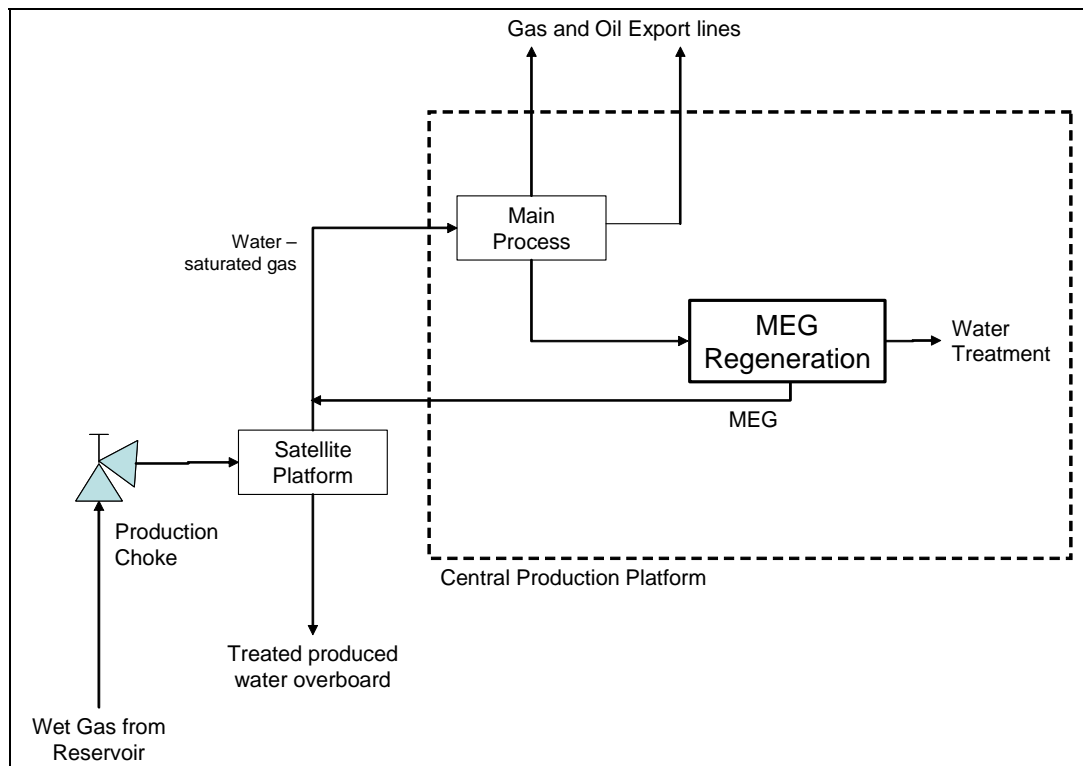 Gas and Oil Export lines
Main
Process
Water –
saturated gas
MEG
Regeneration
Water
Treatment
MEG
Satellite
Platform
Production
Choke
Central Production Platform
Treated produced
water overboard
Wet Gas from
Reservoir